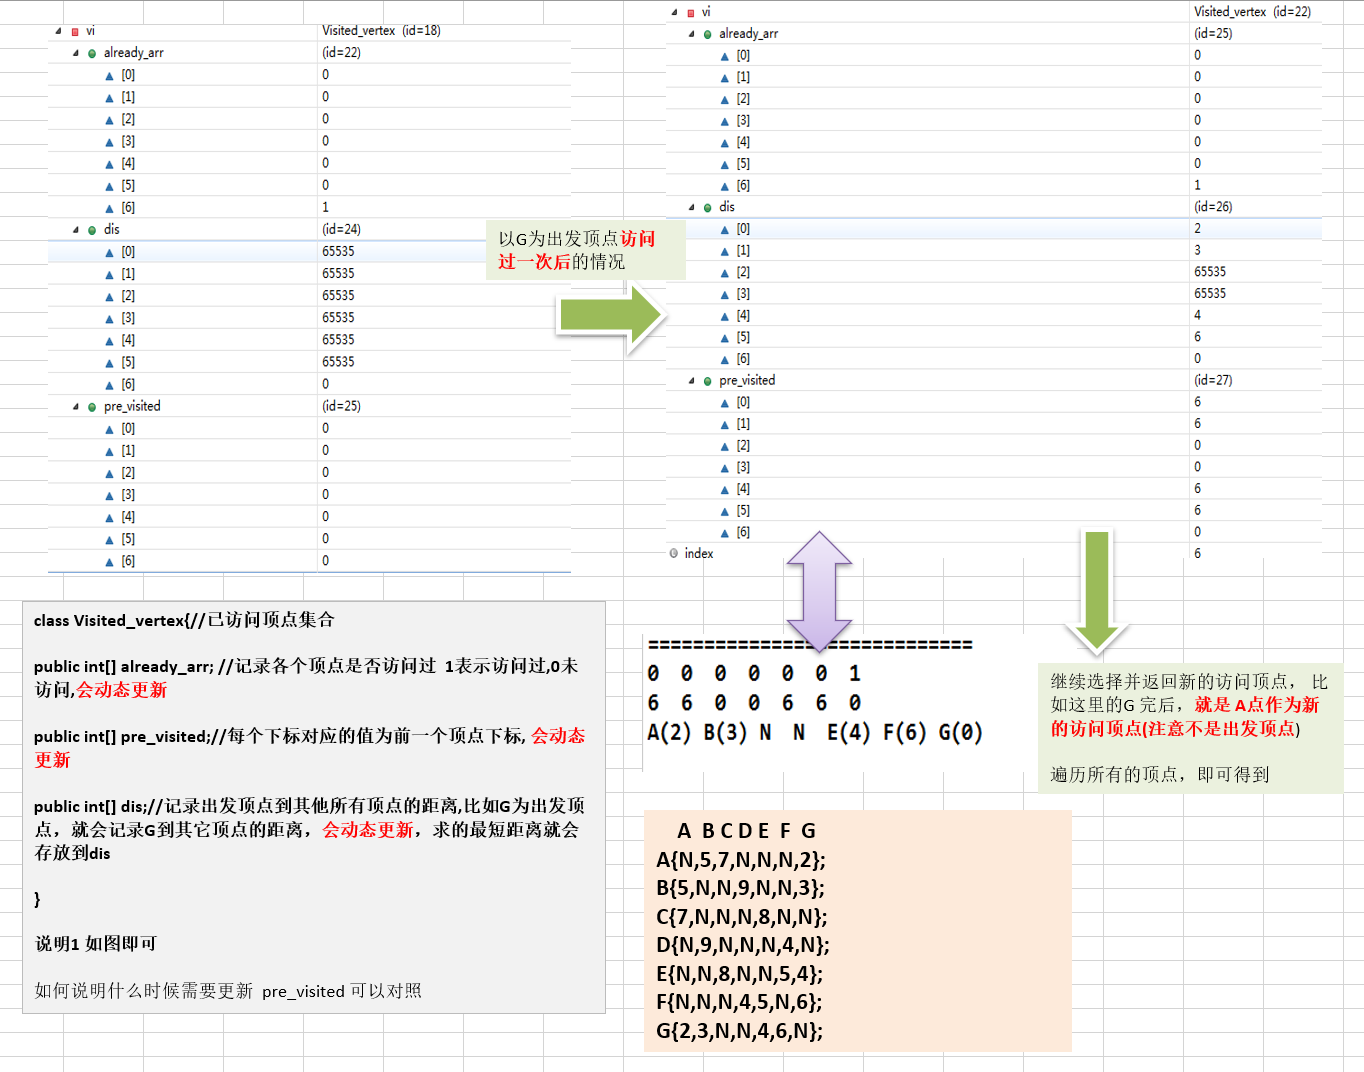 vi Visited_vertex (id=18)
already_arr (id=22)
[0] 0
[1] 0
[2] 0
[3] 0
[4] 0
[5] 0
[6] 1
dis (id=24)
[0] 65535
[1] 65535
[2] 65535
[3] 65535
[4] 65535
[5] 65535
[6] 0
pre_visited (id=25)
[0] 0
[1] 0
[2] 0
[3] 0
[4] 0
[5] 0
[6] 0
以G为出发顶点访问
过一次后的情况
vi Visited_vertex (id=22)
already_arr (id=25)
[0] 0
[1] 0
[2] 0
[3] 0
[4] 0
[5] 0
[6] 1
dis (id=26)
[0] 2
[1] 3
[2] 65535
[3] 65535
[4] 4
[5] 6
[6] 0
pre_visited (id=27)
[0] 6
[1] 6
[2] 0
[3] 0
[4] 6
[5] 6
[6] 0
index 6
class Visited_vertex{//已访问顶点集合
public int[] already_arr; //记录各个顶点是否访问过 1表示访问过,0未
访问,会动态更新
public int[] pre_visited;//每个下标对应的值为前一个顶点下标, 会动态
更新
public int[] dis;//记录出发顶点到其他所有顶点的距离,比如G为出发顶
点，就会记录G到其它顶点的距离，会动态更新，求的最短距离就会
存放到dis
}
说明1 如图即可
如何说明什么时候需要更新 pre_visited 可以对照
=============================
0 0 0 0 0 0 1
6 6 0 0 6 6 0
A(2) B(3) N N E(4) F(6) G(0)
继续选择并返回新的访问顶点， 比
如这里的G 完后，就是 A点作为新
的访问顶点(注意不是出发顶点)
遍历所有的顶点，即可得到
A B C D E F G
A{N,5,7,N,N,N,2};
B{5,N,N,9,N,N,3};
C{7,N,N,N,8,N,N};
D{N,9,N,N,N,4,N};
E{N,N,8,N,N,5,4};
F{N,N,N,4,5,N,6};
G{2,3,N,N,4,6,N};